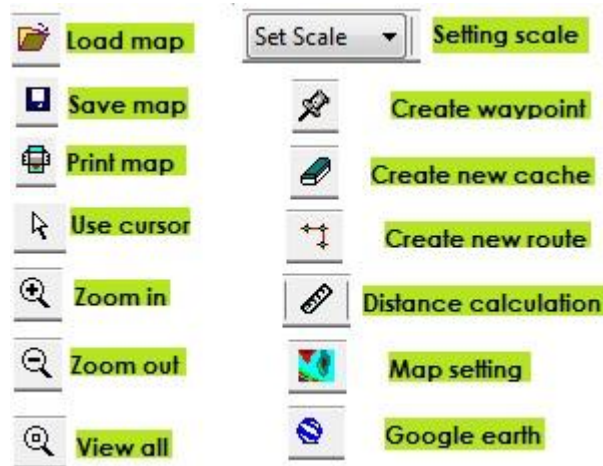 Load map
Save map
Print map
Use cursor
Zoom in
Zoom out
View all
Set Scale
Setting scale
Create waypoint
Create new cache
Create new route
Distance calculation
Map setting
Google earth